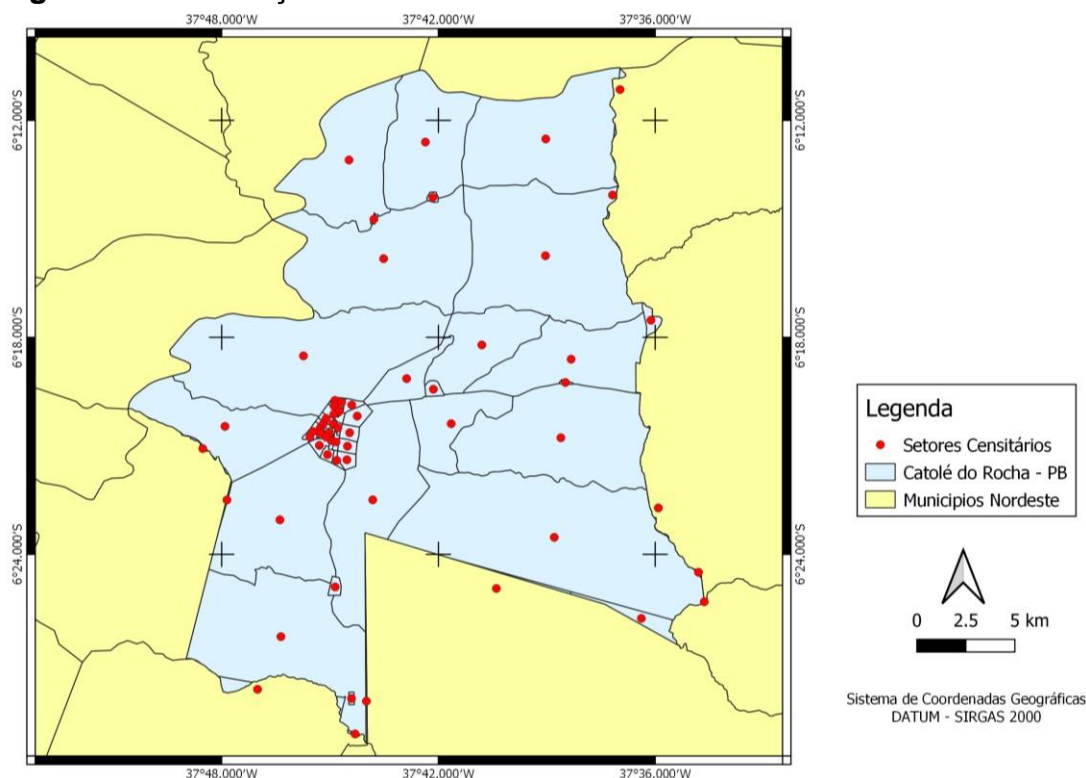 37°48.000'W 37°42.000'W 37°36.000'W
6°12.000'S 6°12.000'S
6°18.000'S 6°18.000'S
6°24.000'S 6°24.000'S
37°48.000'W 37°42.000'W 37°36.000'W
Legenda
Setores Censitários
Catolé do Rocha - PB
Municipios Nordeste
0 2.5 5 km
Sistema de Coordenadas Geográficas
DATUM - SIRGAS 2000